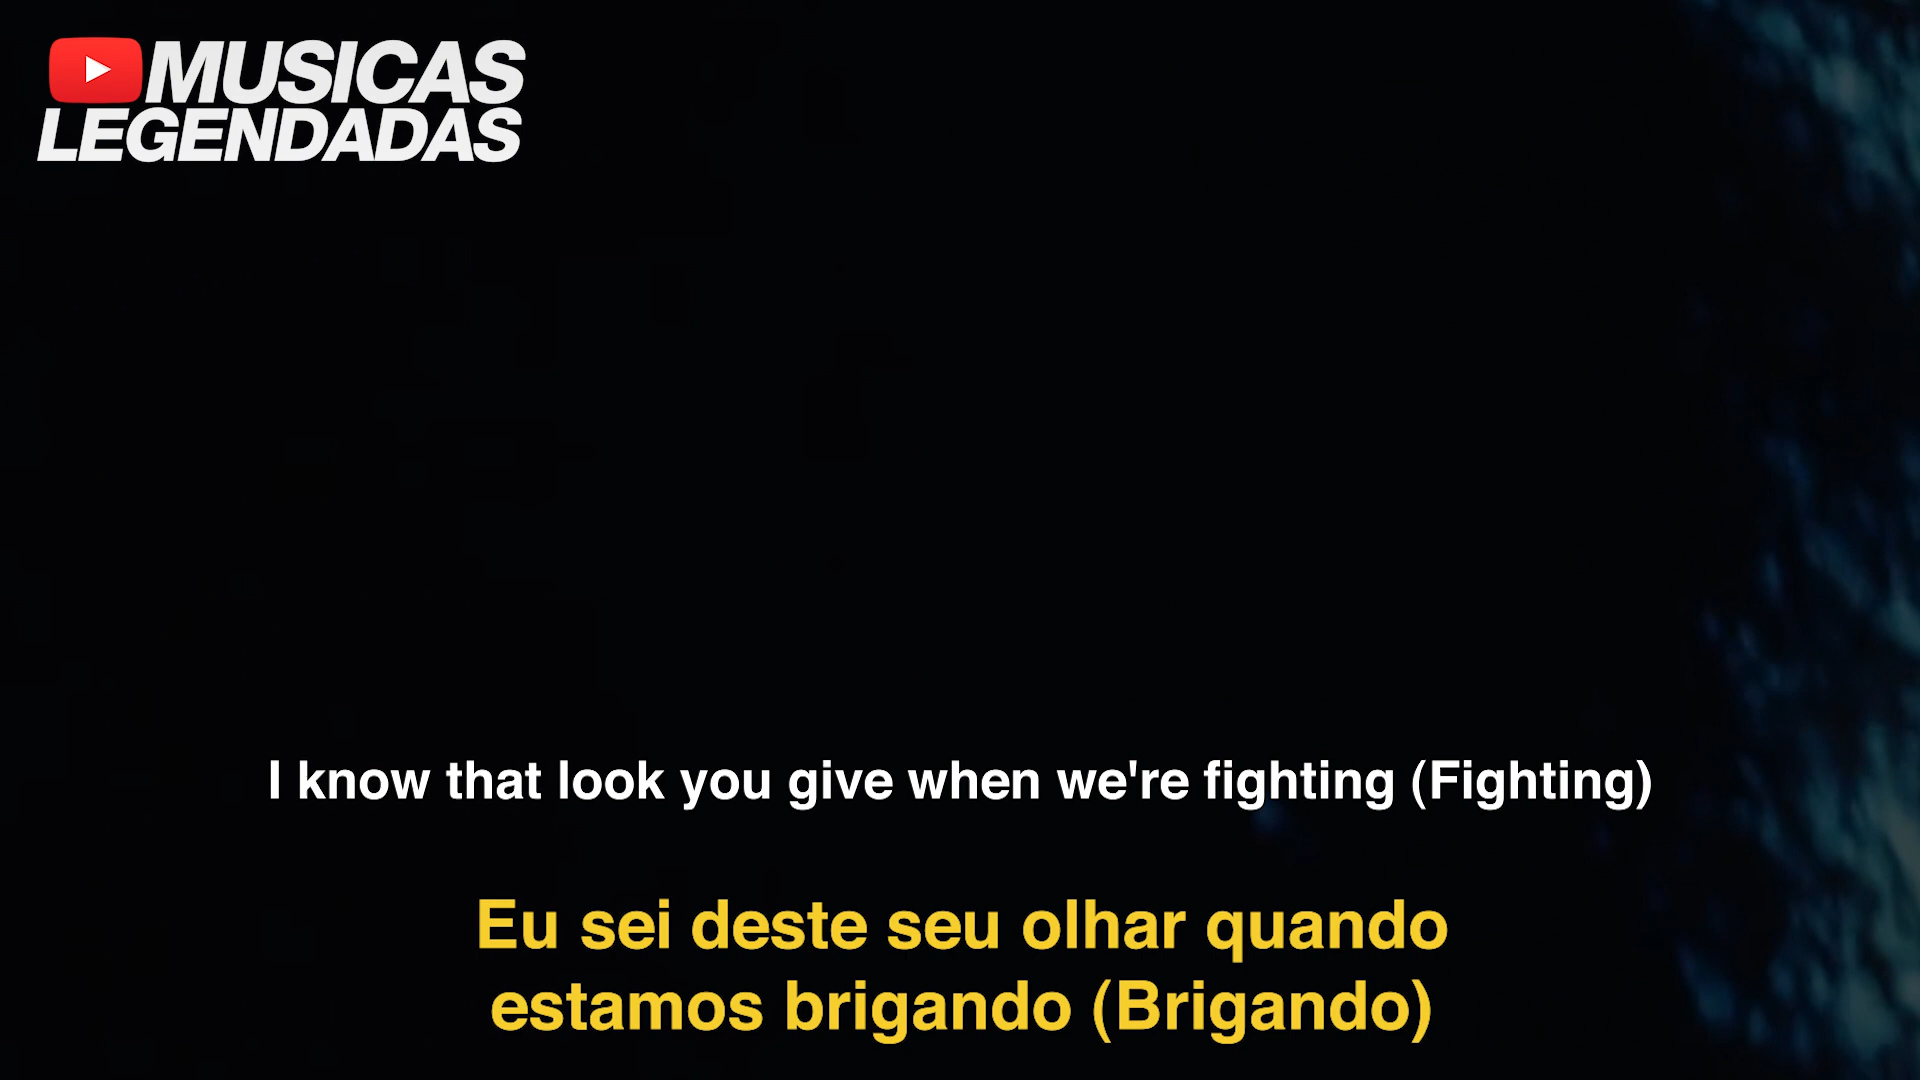 MUSICAS
LEGENDADAS
I know that look you give when we're fighting (Fighting)
Eu sei deste seu olhar quando
estamos brigando (Brigando)